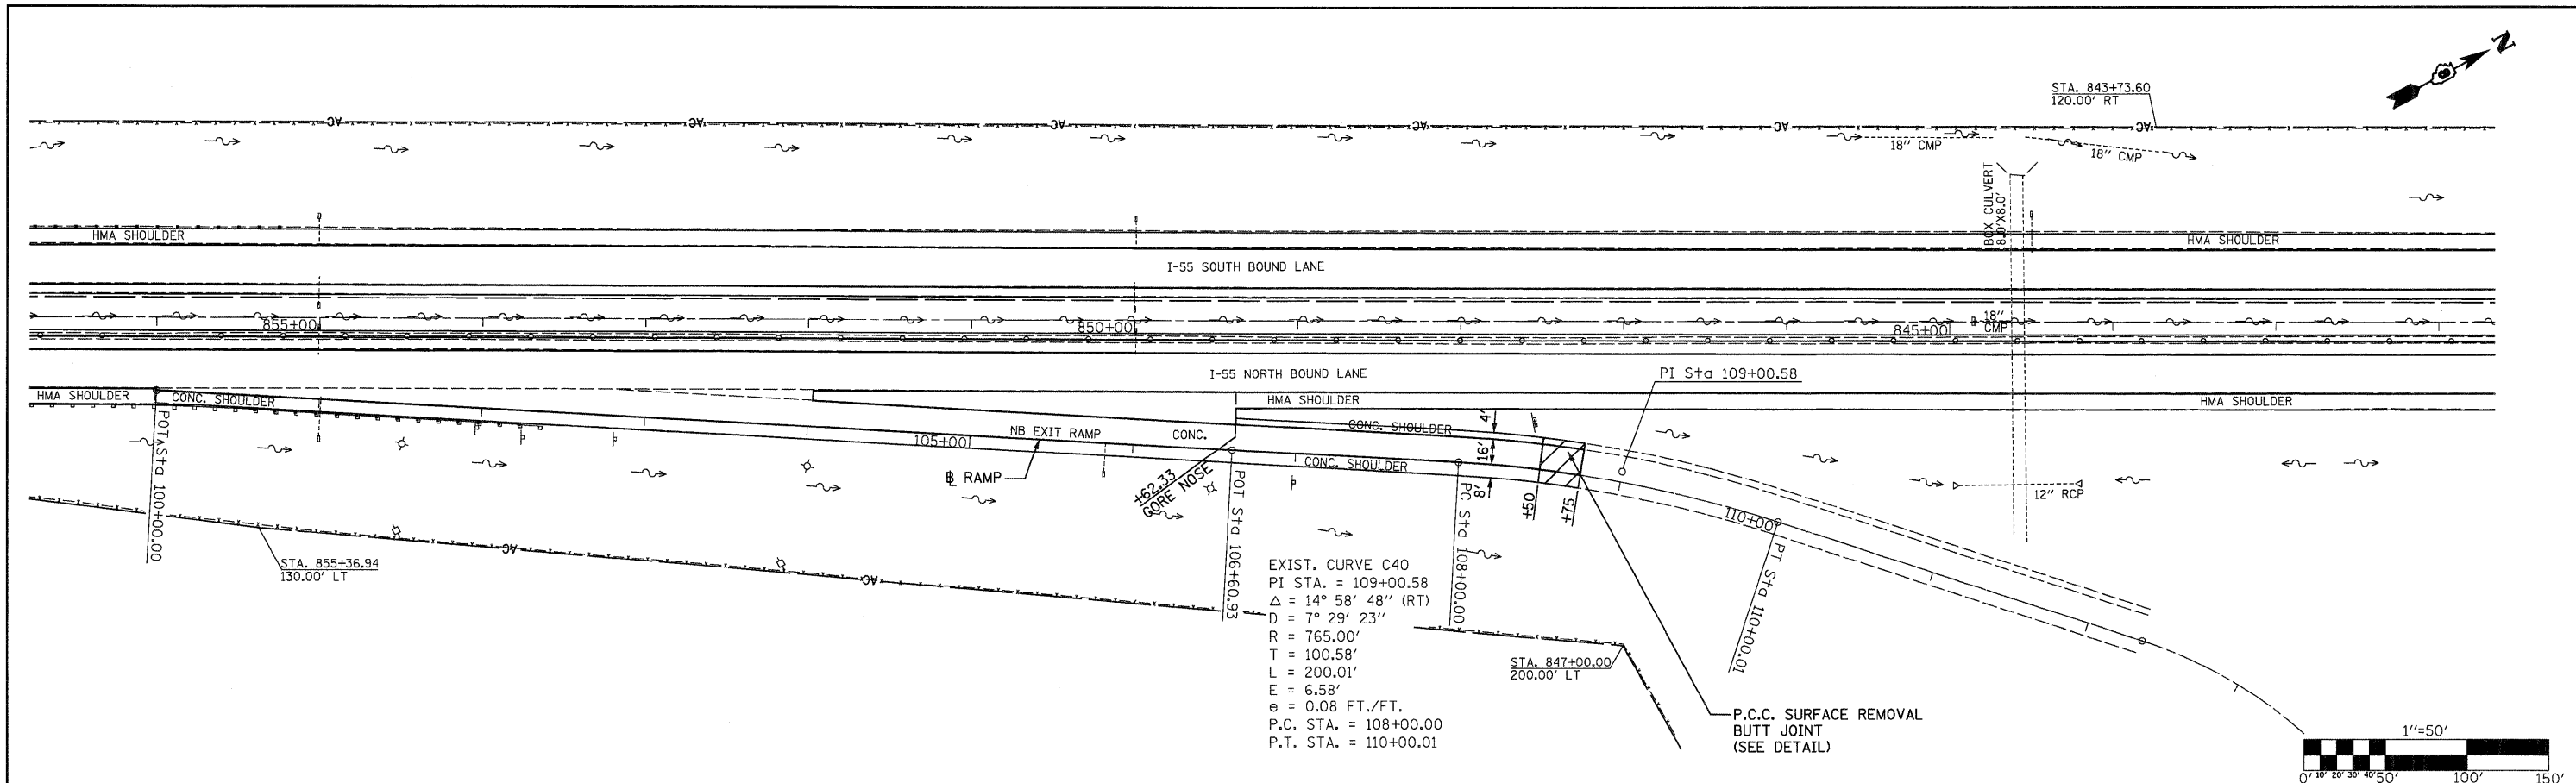 N
STA. 843+73.60
120.00' RT
AC
AC
AC
AC
AC
AC
18" CMP
18" CMP
BOX CULVERT
8.0'X8.0'
HMA SHOULDER
HMA SHOULDER
I-55 SOUTH BOUND LANE
855+00
850+00
845+00
18"
CMP
I-55 NORTH BOUND LANE
PI Sta 109+00.58
HMA SHOULDER
CONC. SHOULDER
HMA SHOULDER
HMA SHOULDER
CONC. SHOULDER
4'
16'
8'
NB EXIT RAMP
CONC.
105+00
CONC. SHOULDER
RAMP
+62.33
GORE NOSE
POT Sta 100+00.00
POT Sta 106+60.93
PC Sta 108+00.00
+50
+75
110+00
PT Sta 110+00.01
12" RCP
AC
AC
STA. 855+36.94
130.00' LT
EXIST. CURVE C40
PI STA. = 109+00.58
Δ = 14° 58' 48" (RT)
D = 7° 29' 23"
R = 765.00'
T = 100.58'
L = 200.01'
E = 6.58'
e = 0.08 FT./FT.
P.C. STA. = 108+00.00
P.T. STA. = 110+00.01
STA. 847+00.00
200.00' LT
P.C.C. SURFACE REMOVAL
BUTT JOINT
(SEE DETAIL)
1"=50'
0' 10' 20' 30' 40' 50' 100' 150'